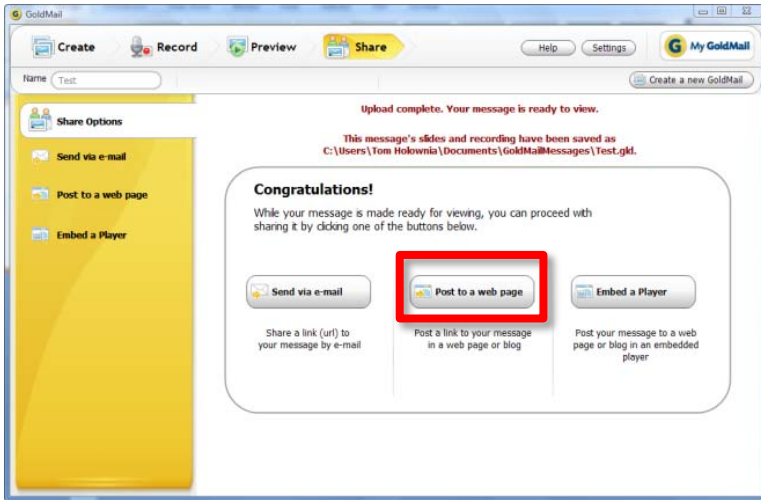 GoldMail
Create Record Preview Share Help Settings My GoldMail
Name Test Create a new GoldMail
Share Options
Send via e-mail
Post to a web page
Embed a Player
Upload complete. Your message is ready to view.
This message's slides and recording have been saved as
C:\Users\Tom Holownia\Documents\GoldMailMessages\Test.gld.
Congratulations!
While your message is made ready for viewing, you can proceed with
sharing it by clicking one of the buttons below.
Send via e-mail Post to a web page Embed a Player
Share a link (url) to
your message by e-mail
Post a link to your message
in a web page or blog
Post your message to a web
page or blog in an embedded
player